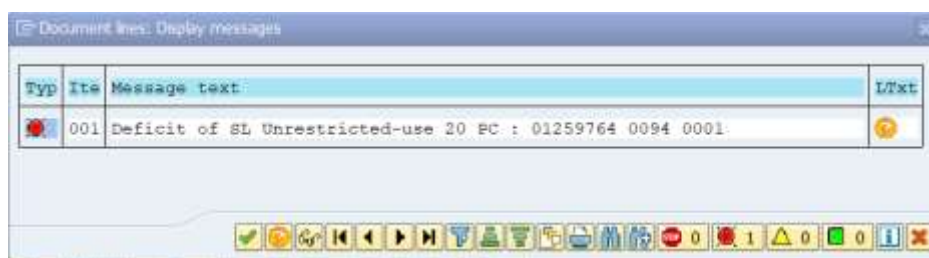 Document lines: Display messages
Typ Ite Message text LTxt
001 Deficit of SL Unrestricted-use 20 PC : 01259764 0094 0001
0 1 0 0